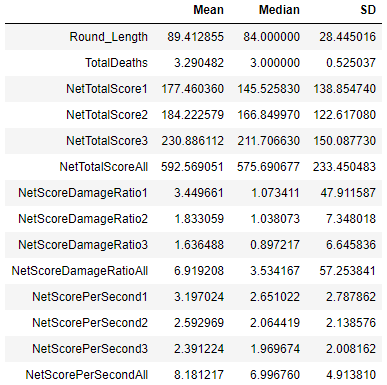 Mean Median SD
Round_Length 89.412855 84.000000 28.445016
TotalDeaths 3.290482 3.000000 0.525037
NetTotalScore1 177.460360 145.525830 138.854740
NetTotalScore2 184.222579 166.849970 122.617080
NetTotalScore3 230.886112 211.706630 150.087730
NetTotalScoreAll 592.569051 575.690677 233.450483
NetScoreDamageRatio1 3.449661 1.073411 47.911587
NetScoreDamageRatio2 1.833059 1.038073 7.348018
NetScoreDamageRatio3 1.636488 0.897217 6.645836
NetScoreDamageRatioAll 6.919208 3.534167 57.253841
NetScorePerSecond1 3.197024 2.651022 2.787862
NetScorePerSecond2 2.592969 2.064419 2.138576
NetScorePerSecond3 2.391224 1.969674 2.008162
NetScorePerSecondAll 8.181217 6.996760 4.913810